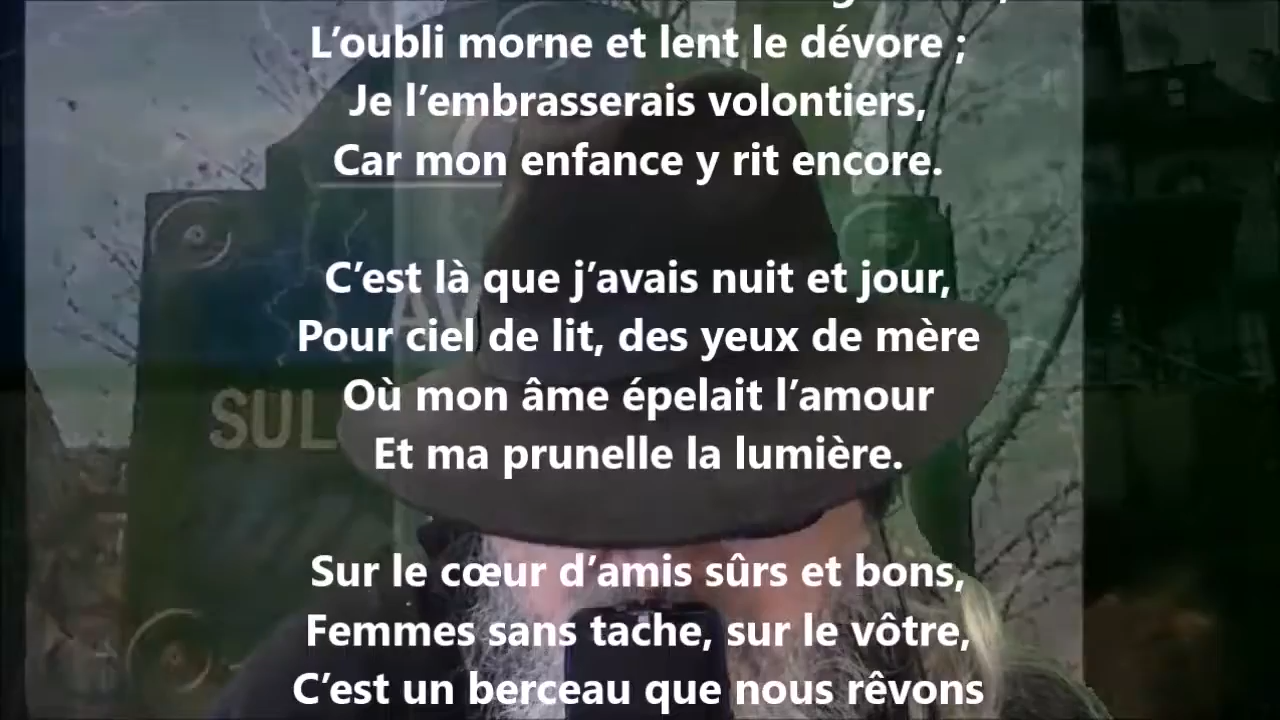 L’oubli morne et lent le dévore ;
Je l’embrasserais volontiers,
Car mon enfance y rit encore.
C’est là que j’avais nuit et jour,
Pour ciel de lit, des yeux de mère
Où mon âme épelait l’amour
Et ma prunelle la lumière.
Sur le cœur d’amis sûrs et bons,
Femmes sans tache, sur le vôtre,
C’est un berceau que nous rêvons
AV
SUL